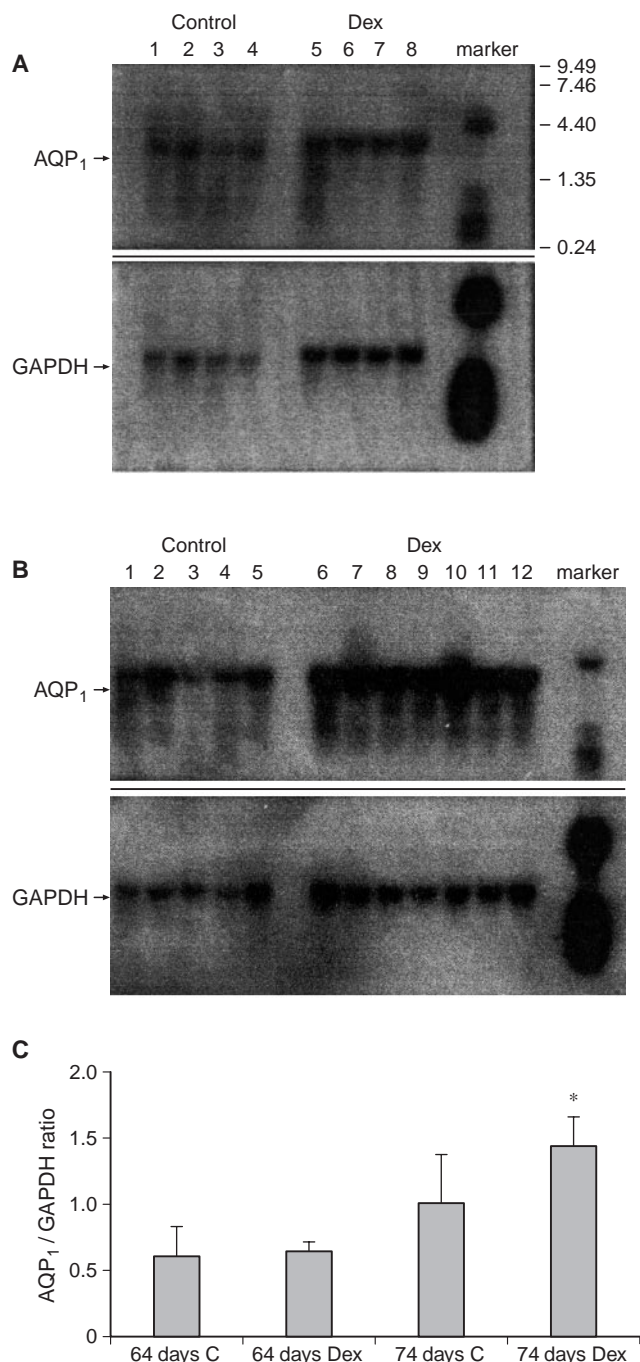 Control Dex
1 2 3 4 5 6 7 8 marker
A
– 9.49
– 7.46
– 4.40
AQP1→
– 1.35
– 0.24
GAPDH→
Control Dex
B
1 2 3 4 5 6 7 8 9 10 11 12 marker
AQP1→
GAPDH→
C
AQP1 / GAPDH ratio
2.0
*
1.5
1.0
0.5
0
64 days C 64 days Dex 74 days C 74 days Dex